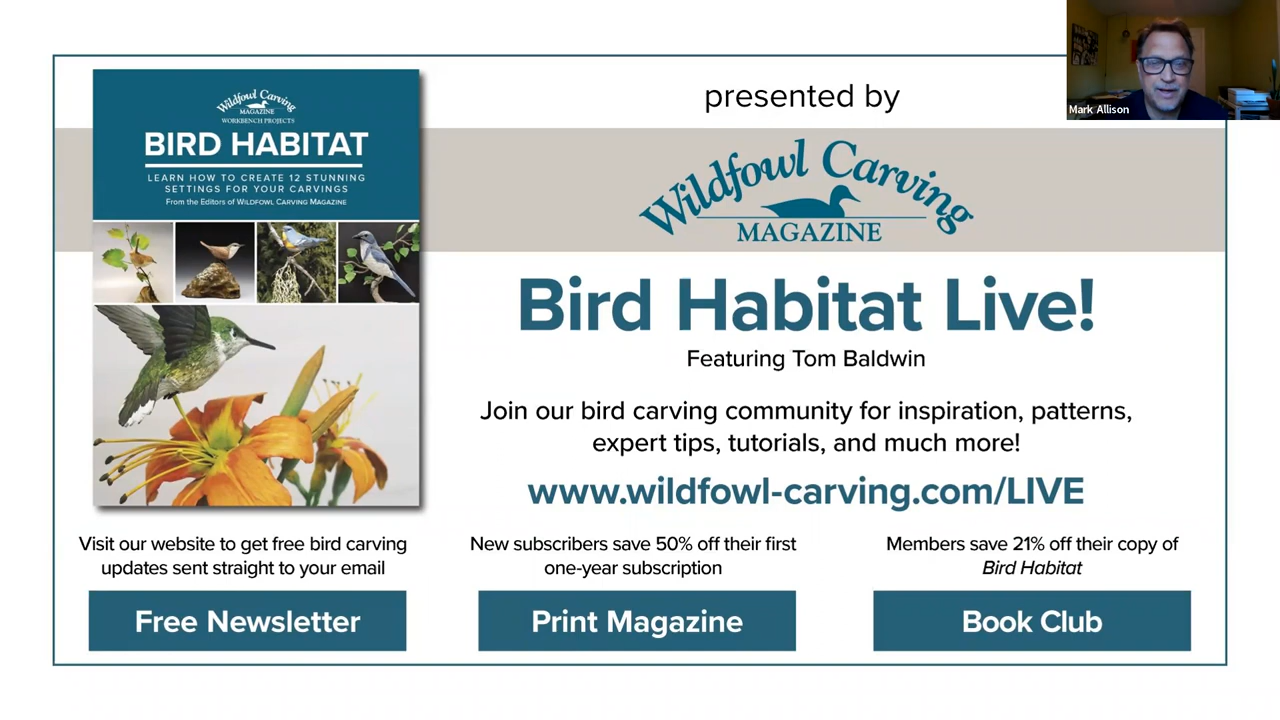 Wildfowl Carving
MAGAZINE
WORKBENCH PROJECTS
BIRD HABITAT
LEARN HOW TO CREATE 12 STUNNING
SETTINGS FOR YOUR CARVINGS
From the Editors of WILDFOWL CARVING MAGAZINE
presented by
Mark Allison
Wildfowl Carving
MAGAZINE
Bird Habitat Live!
Featuring Tom Baldwin
Join our bird carving community for inspiration, patterns,
expert tips, tutorials, and much more!
www.wildfowl-carving.com/LIVE
Visit our website to get free bird carving
updates sent straight to your email
Free Newsletter
New subscribers save 50% off their first
one-year subscription
Print Magazine
Members save 21% off their copy of
Bird Habitat
Book Club